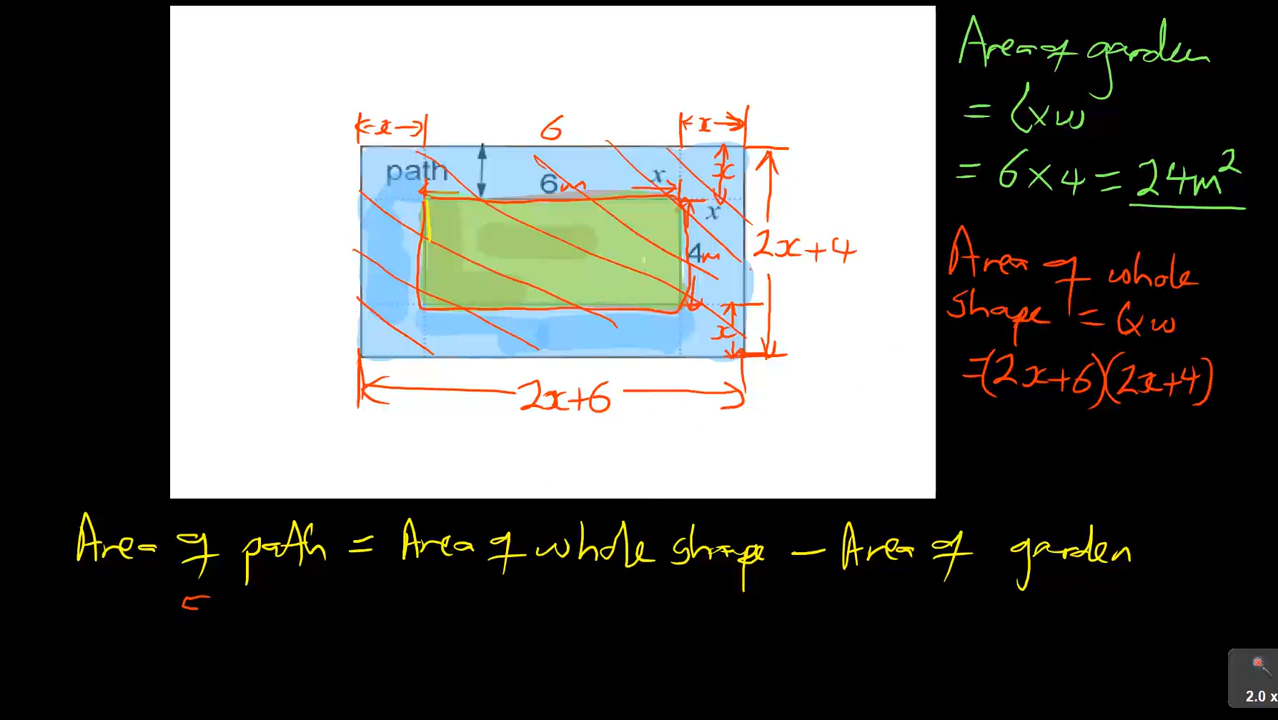 Area of garden
= l x w
= 6 x 4 = 24m²
Area of whole
shape = l x w
=(2x+6)(2x+4)
x
6
x
path
6m
x
x
x
4m
2x+4
x
2x+6
Area of path = Area of whole shape - Area of garden
2.0 x